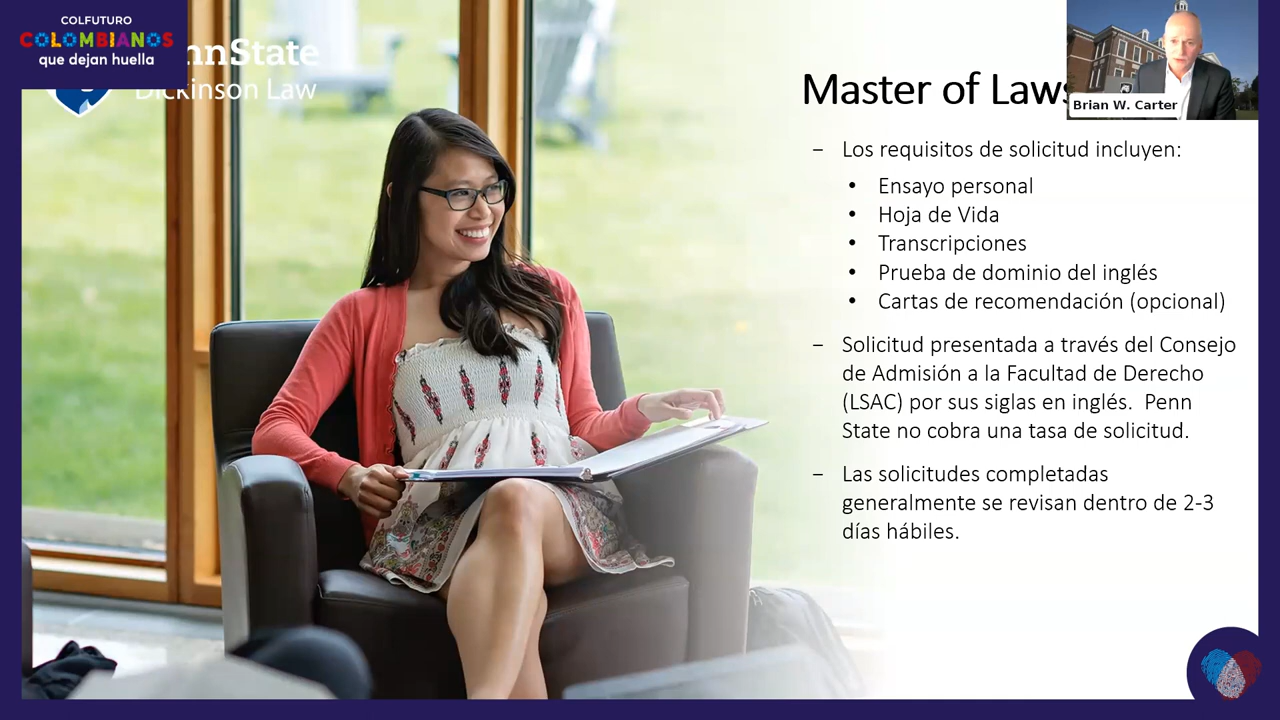 COLFUTURO
COLOMBIANOS
que dejan huella
nnState
Dickinson Law
Master of Laws
Brian W. Carter
– Los requisitos de solicitud incluyen:
• Ensayo personal
• Hoja de Vida
• Transcripciones
• Prueba de dominio del inglés
• Cartas de recomendación (opcional)
– Solicitud presentada a través del Consejo
de Admisión a la Facultad de Derecho
(LSAC) por sus siglas en inglés. Penn
State no cobra una tasa de solicitud.
– Las solicitudes completadas
generalmente se revisan dentro de 2-3
días hábiles.